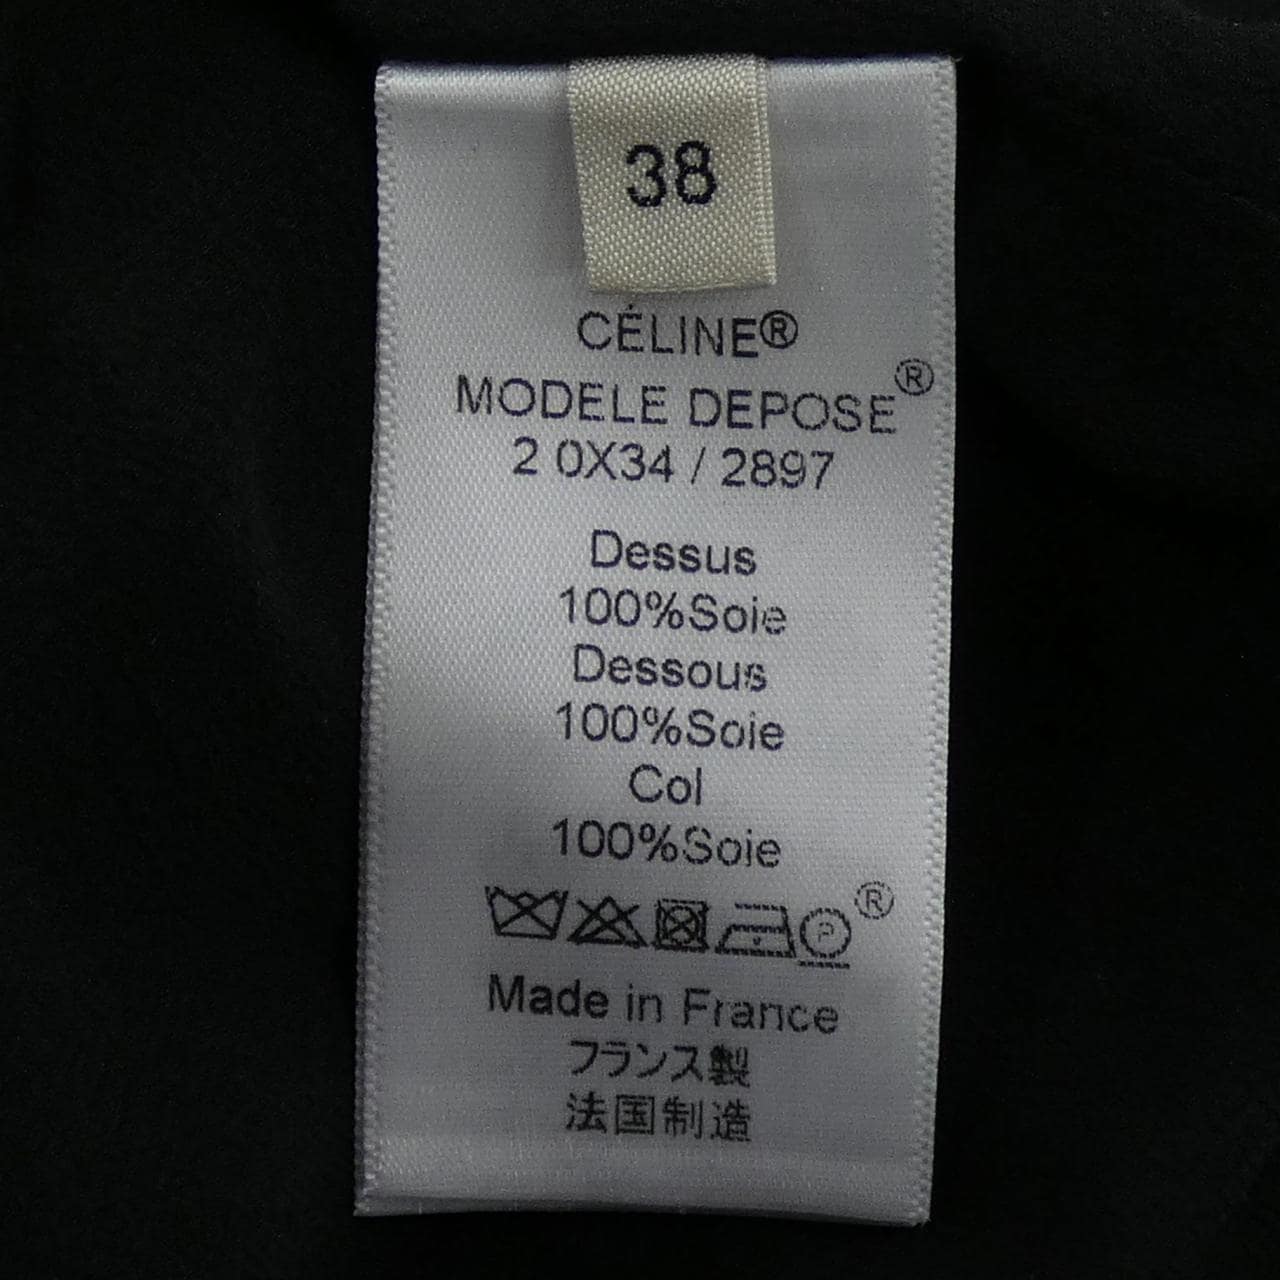 38
CÉLINE®
MODELE DEPOSE®
2 0X34 / 2897
Dessus
100%Soie
Dessous
100%Soie
Col
100%Soie
P ®
Made in France
フランス製
法国制造